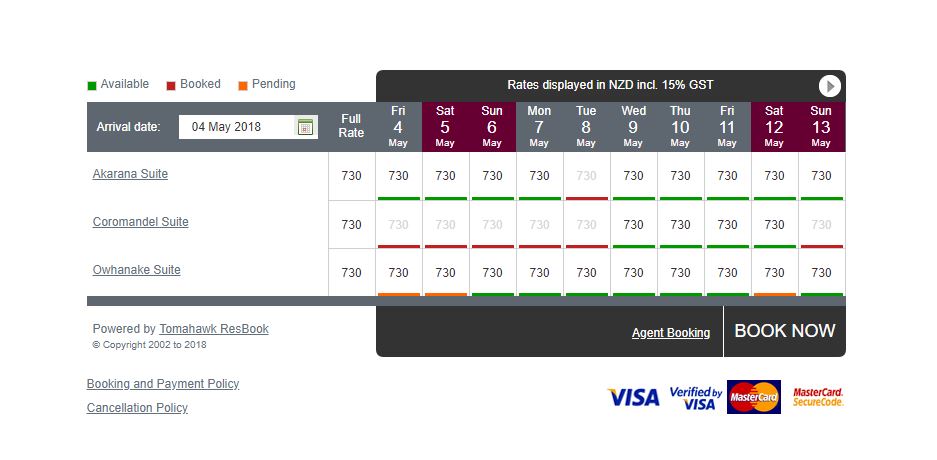 Available Booked Pending
Rates displayed in NZD incl. 15% GST
Arrival date: 04 May 2018
Full Rate
Fri 4 May
Sat 5 May
Sun 6 May
Mon 7 May
Tue 8 May
Wed 9 May
Thu 10 May
Fri 11 May
Sat 12 May
Sun 13 May
Akarana Suite 730 730 730 730 730 730 730 730 730 730 730
Coromandel Suite 730 730 730 730 730 730 730 730 730 730 730
Owhanake Suite 730 730 730 730 730 730 730 730 730 730 730
Powered by Tomahawk ResBook
© Copyright 2002 to 2018
Agent Booking
BOOK NOW
Booking and Payment Policy
Cancellation Policy
VISA
Verified by
VISA
MasterCard
MasterCard.
SecureCode.